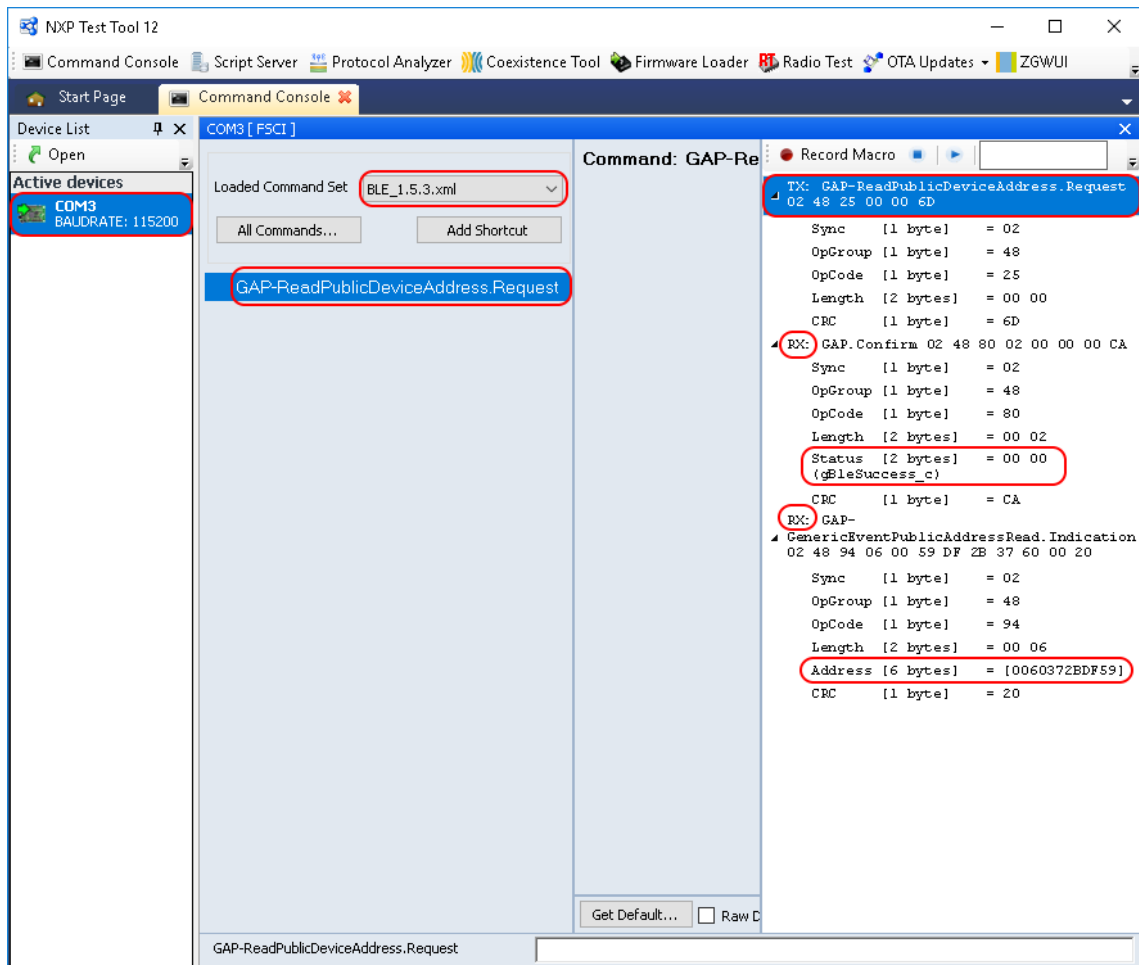 NXP Test Tool 12
Command Console Script Server Protocol Analyzer Coexistence Tool Firmware Loader Radio Test OTA Updates ZGWUI
Start Page Command Console
Device List
Open
Active devices
COM3
BAUDRATE: 115200
COM3 [ FSCI ]
Loaded Command Set BLE_1.5.3.xml
All Commands... Add Shortcut
GAP-ReadPublicDeviceAddress.Request
Command: GAP-Re
Get Default... Raw D
Record Macro
TX: GAP-ReadPublicDeviceAddress.Request
02 48 25 00 00 6D
Sync [1 byte] = 02
OpGroup [1 byte] = 48
OpCode [1 byte] = 25
Length [2 bytes] = 00 00
CRC [1 byte] = 6D
RX: GAP.Confirm 02 48 80 02 00 00 00 CA
Sync [1 byte] = 02
OpGroup [1 byte] = 48
OpCode [1 byte] = 80
Length [2 bytes] = 00 02
Status [2 bytes] = 00 00
(gBleSuccess_c)
CRC [1 byte] = CA
RX: GAP-
GenericEventPublicAddressRead.Indication
02 48 94 06 00 59 DF 2B 37 60 00 20
Sync [1 byte] = 02
OpGroup [1 byte] = 48
OpCode [1 byte] = 94
Length [2 bytes] = 00 06
Address [6 bytes] = [0060372BDF59]
CRC [1 byte] = 20
GAP-ReadPublicDeviceAddress.Request